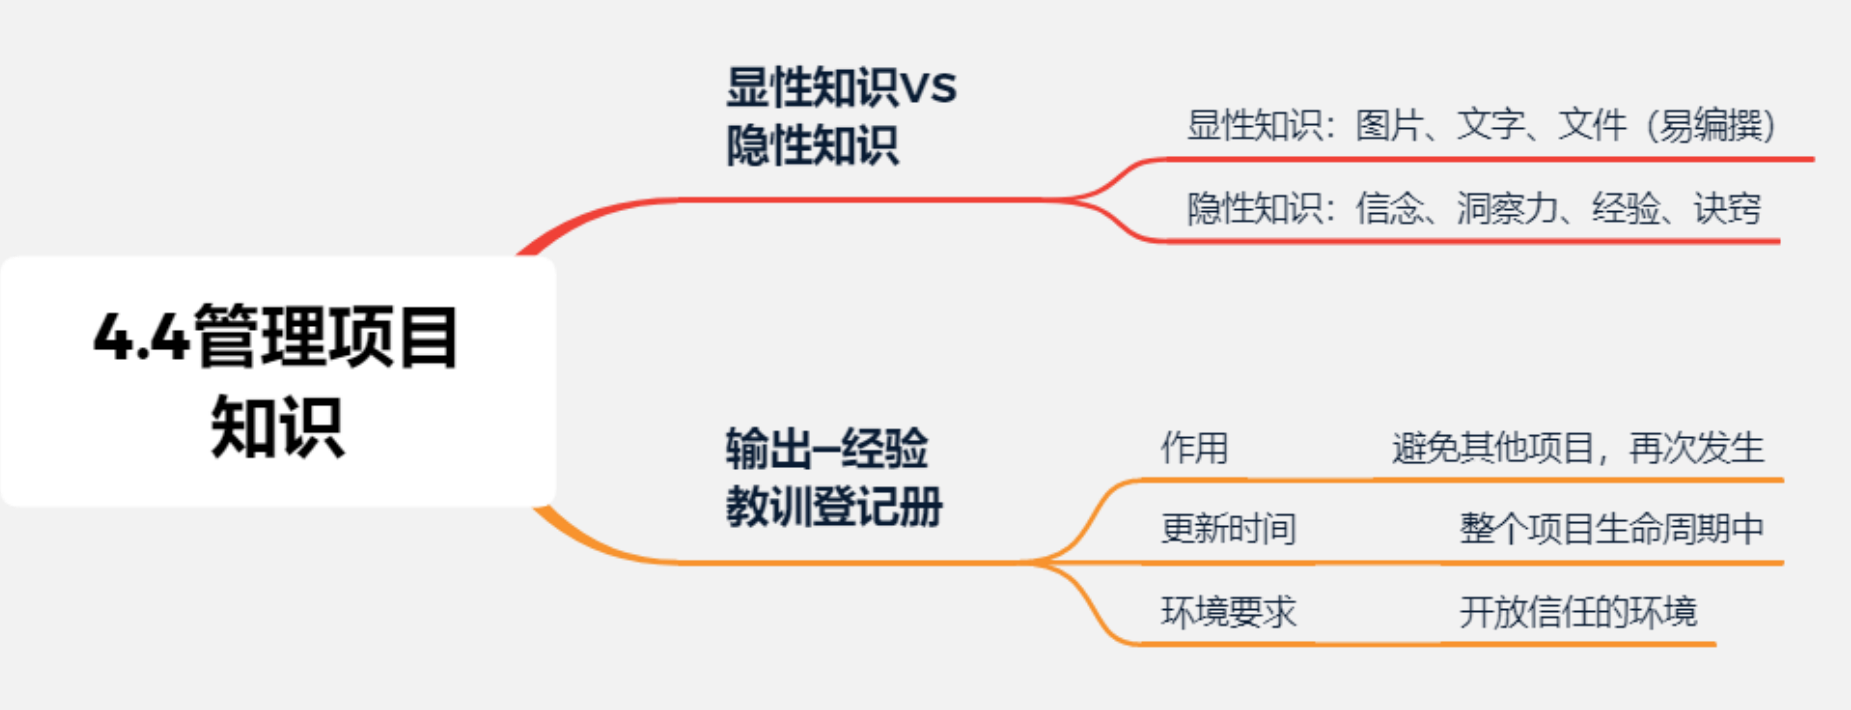 4.4管理项目
知识
显性知识VS
隐性知识
显性知识：图片、文字、文件（易编撰）
隐性知识：信念、洞察力、经验、诀窍
输出—经验
教训登记册
作用 避免其他项目，再次发生
更新时间 整个项目生命周期中
环境要求 开放信任的环境